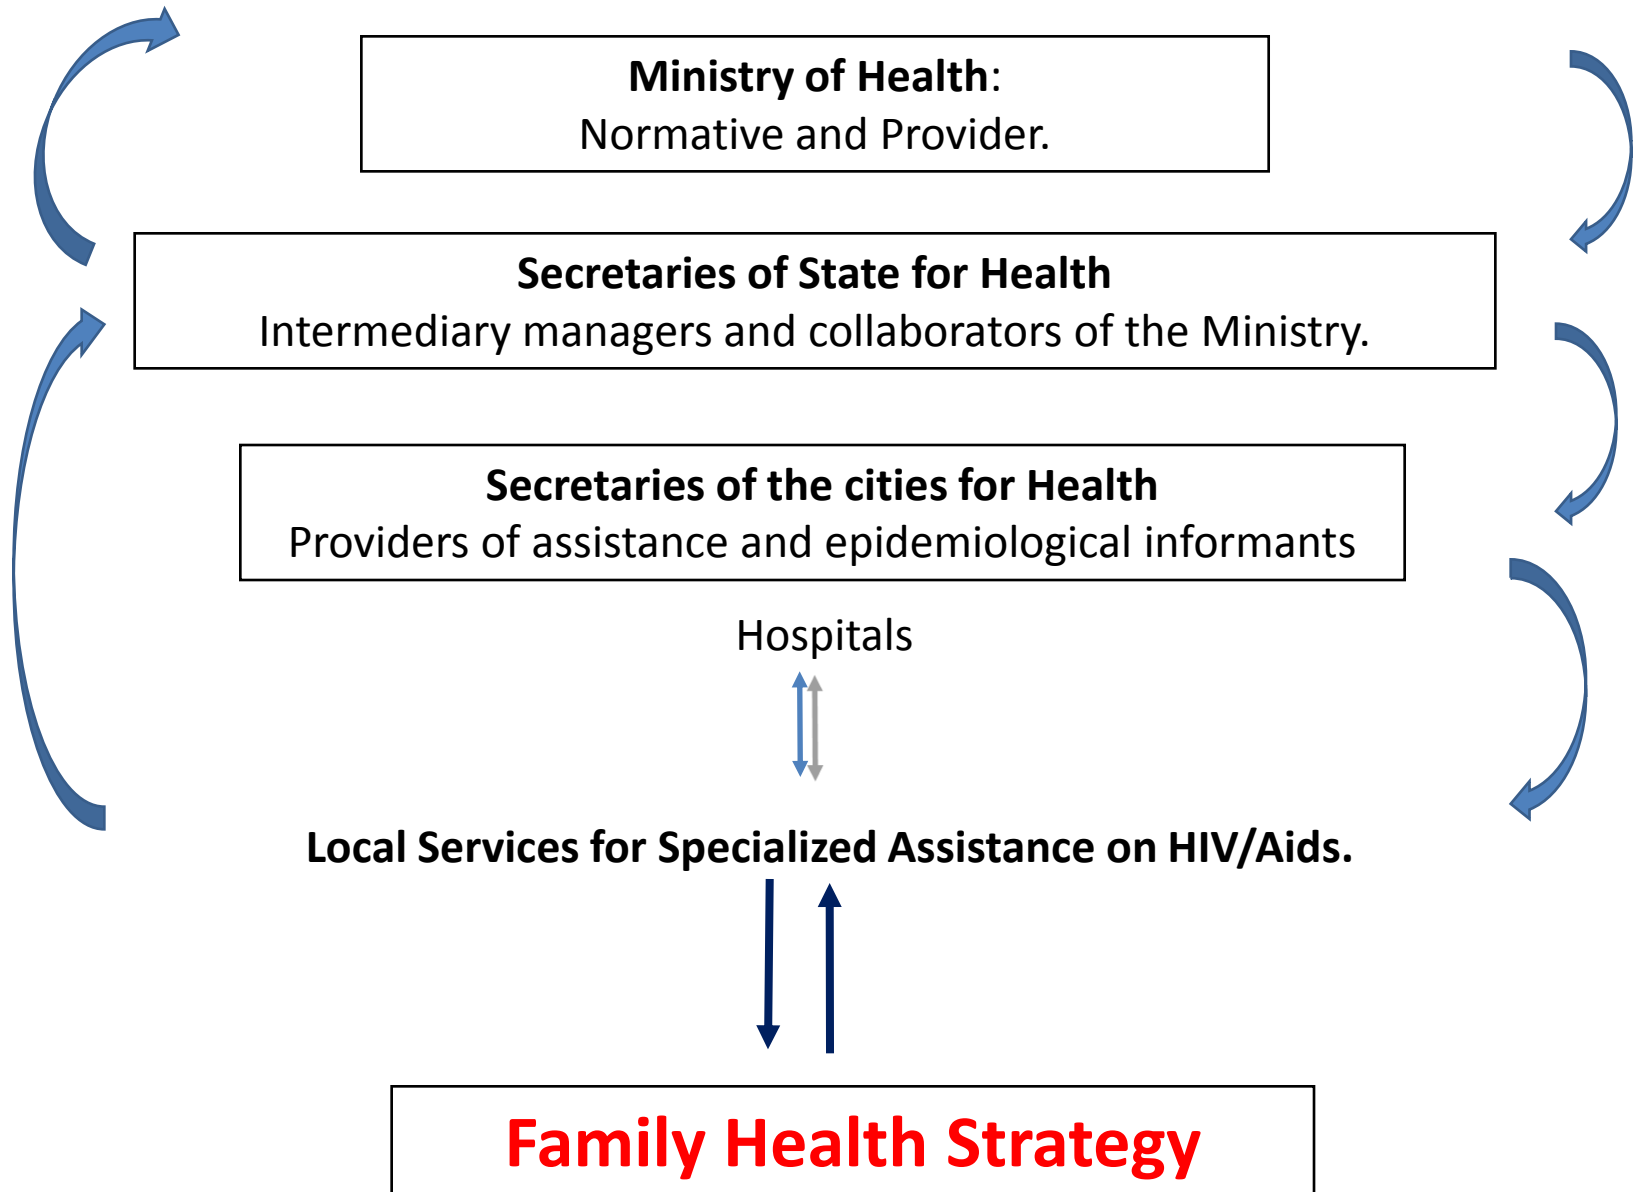 Ministry of Health:
Normative and Provider.
Secretaries of State for Health
Intermediary managers and collaborators of the Ministry.
Secretaries of the cities for Health
Providers of assistance and epidemiological informants
Hospitals
Local Services for Specialized Assistance on HIV/Aids.
Family Health Strategy